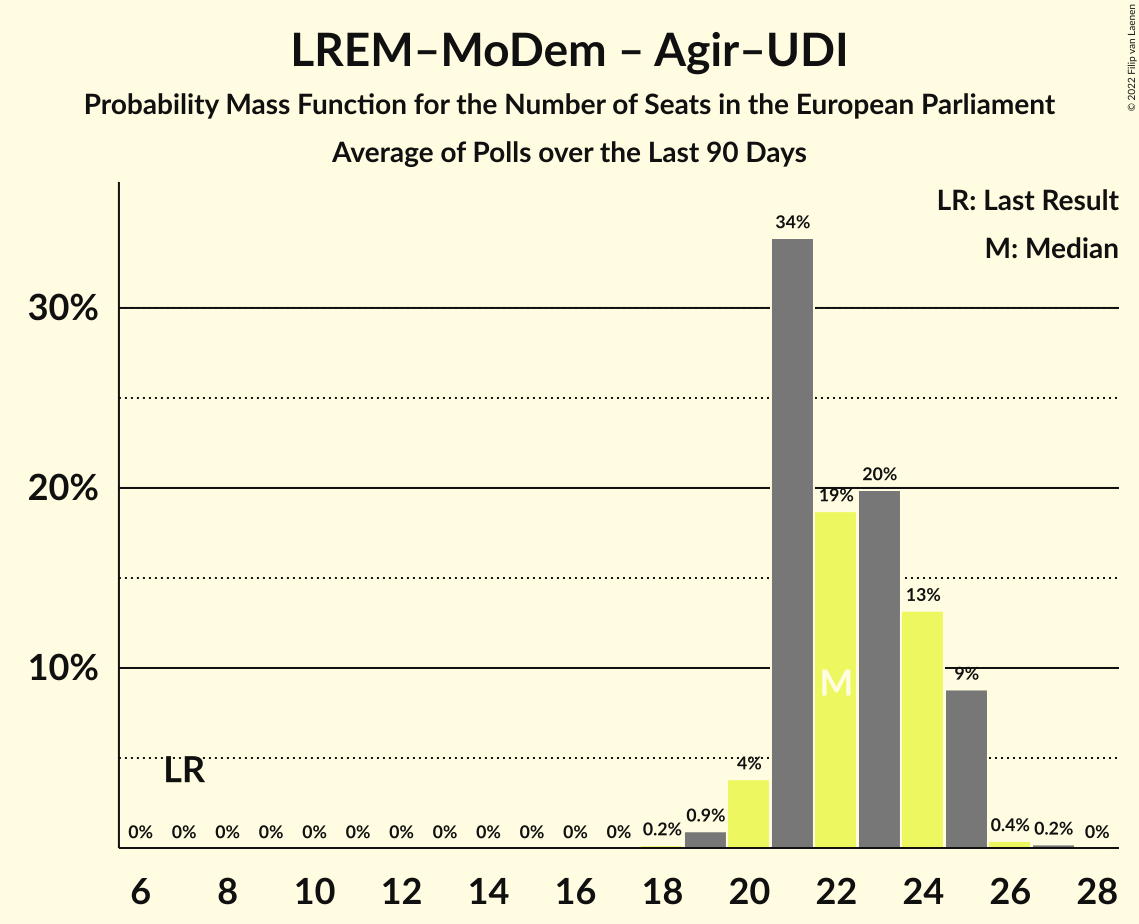 LREM–MoDem – Agir–UDI
Probability Mass Function for the Number of Seats in the European Parliament
Average of Polls over the Last 90 Days
© 2022 Filip van Laenen
LR: Last Result
M: Median
34%
30%
20%
20%
19%
13%
10%
9%
M
LR
4%
0% 0% 0% 0% 0% 0% 0% 0% 0% 0% 0% 0% 0.2% 0.9% 0.4% 0.2% 0%
6 8 10 12 14 16 18 20 22 24 26 28